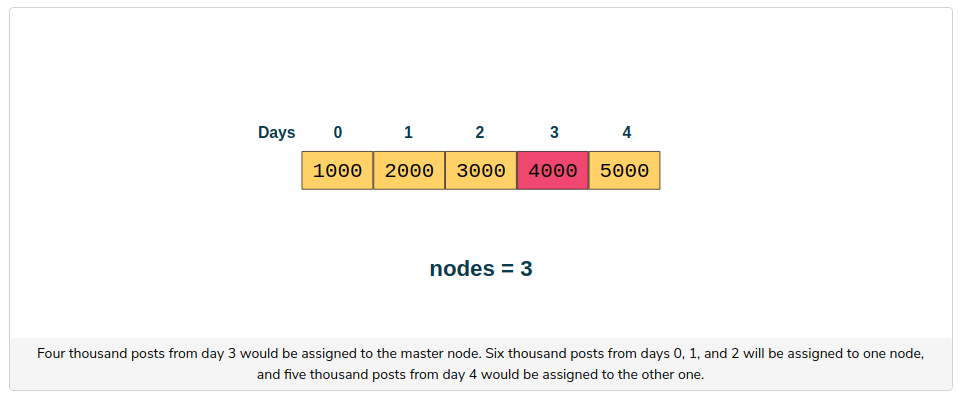 Days 0 1 2 3 4
1000 2000 3000 4000 5000
nodes = 3
Four thousand posts from day 3 would be assigned to the master node. Six thousand posts from days 0, 1, and 2 will be assigned to one node,
and five thousand posts from day 4 would be assigned to the other one.